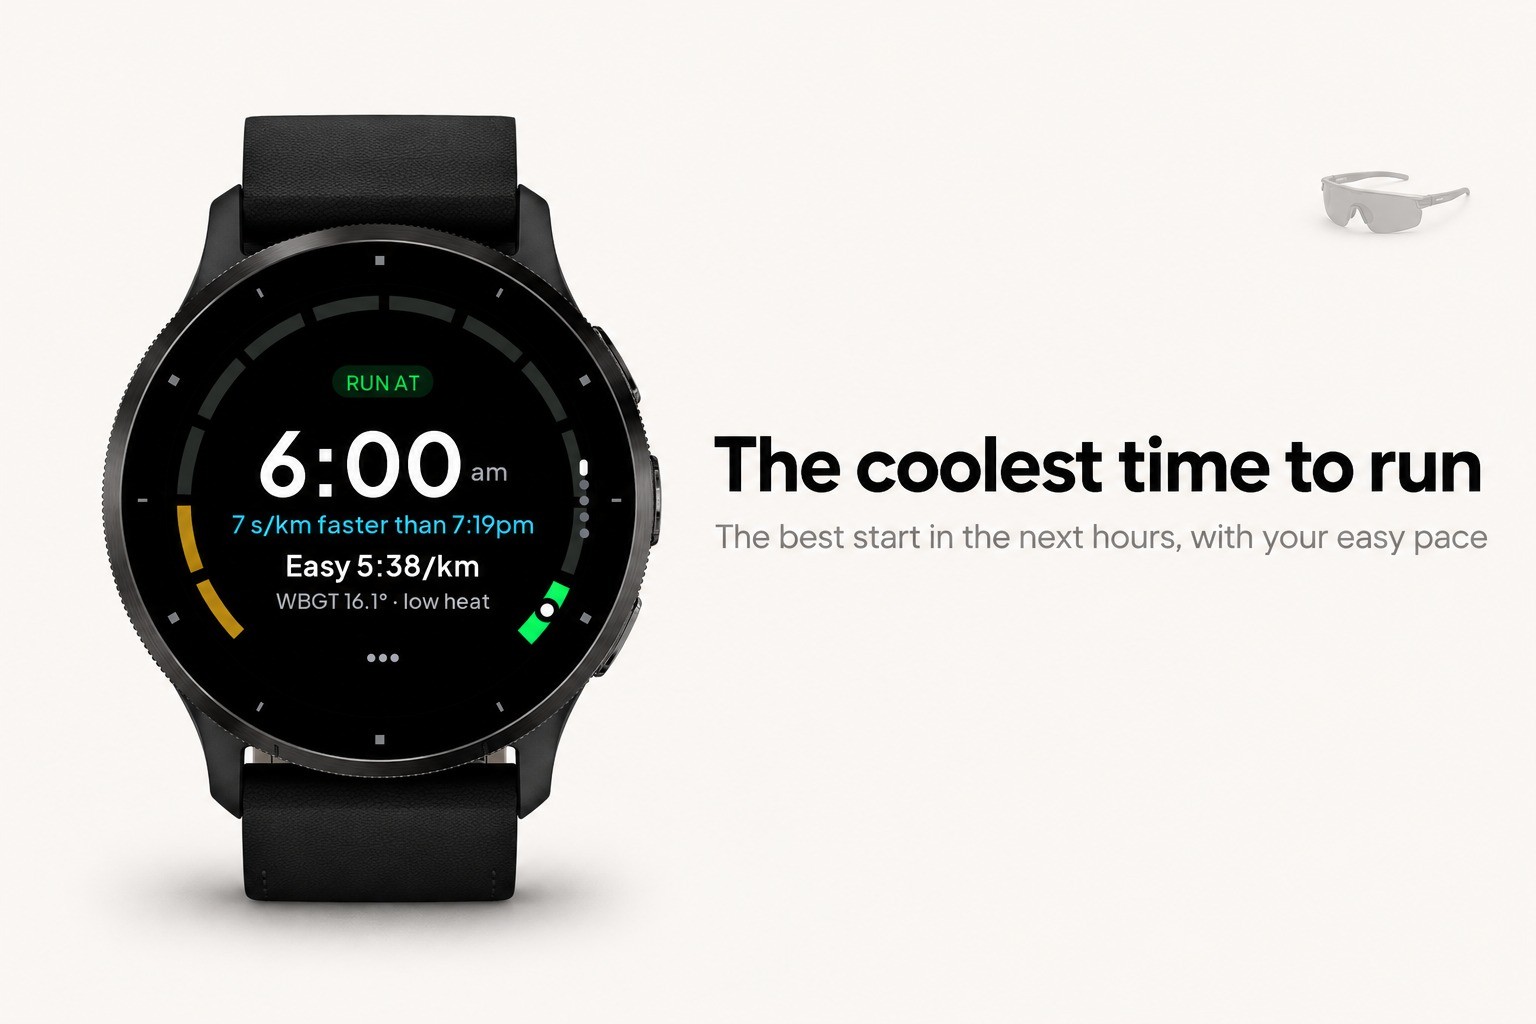 RUN AT
6:00 am
7 s/km faster than 7:19pm
Easy 5:38/km
WBGT 16.1° · low heat
The coolest time to run
The best start in the next hours, with your easy pace